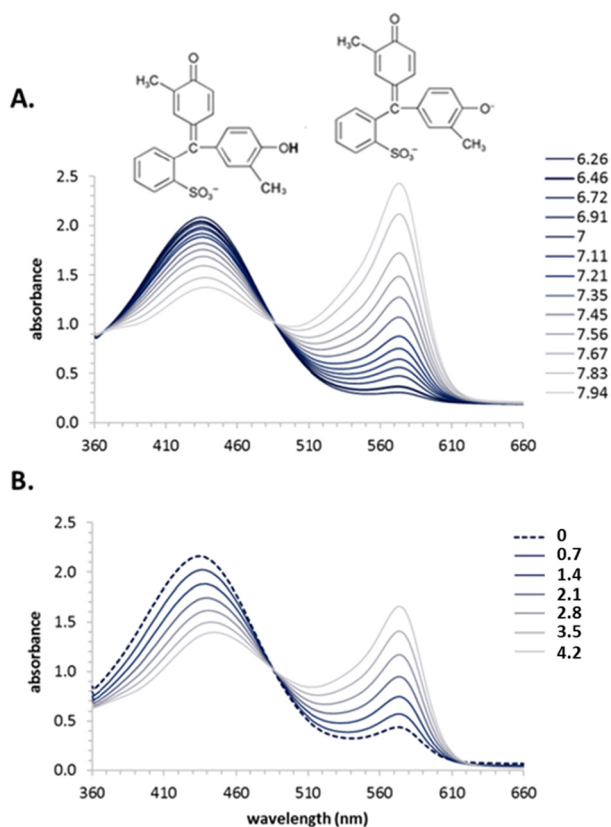 A.
O
H₃C
C
OH
CH₃
SO₃⁻
O
H₃C
C
O⁻
CH₃
SO₃⁻
absorbance
2.5
2.0
1.5
1.0
0.5
0.0
360 410 460 510 560 610 660
6.26
6.46
6.72
6.91
7
7.11
7.21
7.35
7.45
7.56
7.67
7.83
7.94
B.
absorbance
2.5
2.0
1.5
1.0
0.5
0.0
360 410 460 510 560 610 660
wavelength (nm)
0
0.7
1.4
2.1
2.8
3.5
4.2